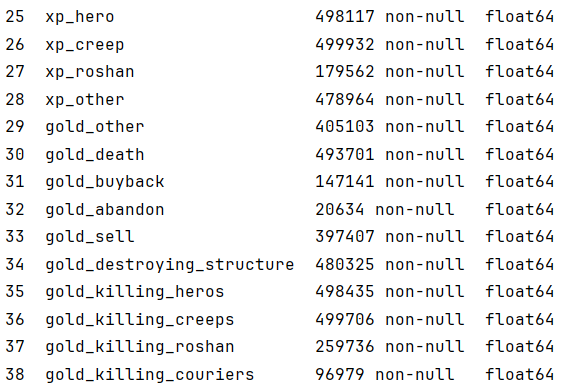 25  xp_hero                    498117 non-null  float64
26  xp_creep                   499932 non-null  float64
27  xp_roshan                  179562 non-null  float64
28  xp_other                   478964 non-null  float64
29  gold_other                 405103 non-null  float64
30  gold_death                 493701 non-null  float64
31  gold_buyback               147141 non-null  float64
32  gold_abandon               20634 non-null   float64
33  gold_sell                  397407 non-null  float64
34  gold_destroying_structure  480325 non-null  float64
35  gold_killing_heros         498435 non-null  float64
36  gold_killing_creeps        499706 non-null  float64
37  gold_killing_roshan        259736 non-null  float64
38  gold_killing_couriers      96979 non-null   float64